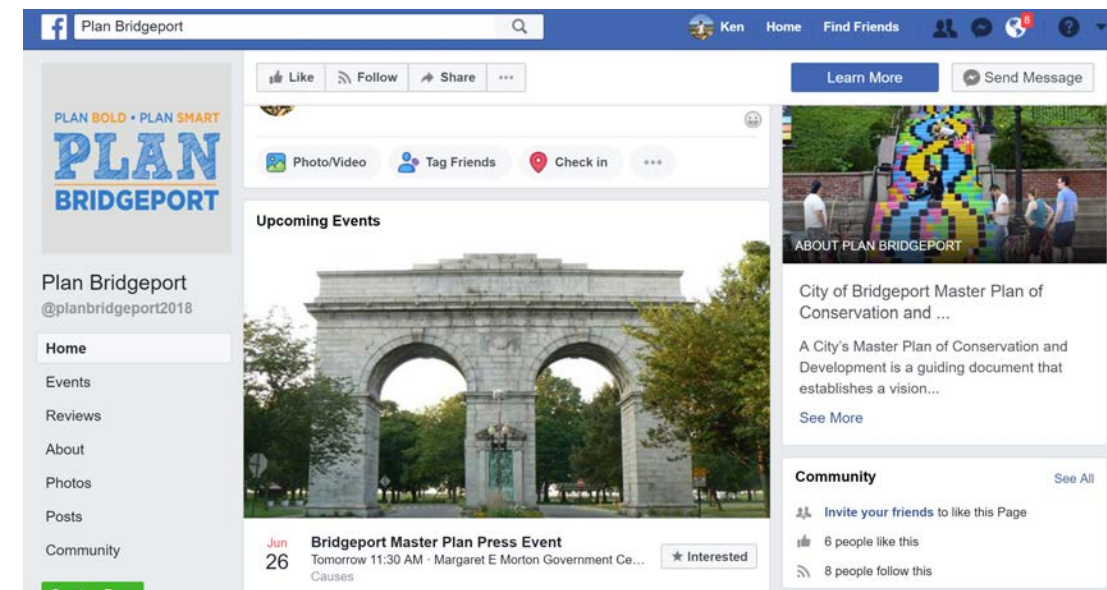 Plan Bridgeport
Ken
Home
Find Friends
8
Like
Follow
Share
Learn More
Send Message
PLAN BOLD • PLAN SMART
PLAN
BRIDGEPORT
Plan Bridgeport
@planbridgeport2018
Home
Events
Reviews
About
Photos
Posts
Community
Photo/Video
Tag Friends
Check in
Upcoming Events
Jun
26
Bridgeport Master Plan Press Event
Tomorrow 11:30 AM · Margaret E Morton Government Ce...
Causes
Interested
ABOUT PLAN BRIDGEPORT
City of Bridgeport Master Plan of
Conservation and ...
A City's Master Plan of Conservation and
Development is a guiding document that
establishes a vision...
See More
Community
See All
Invite your friends to like this Page
6 people like this
8 people follow this